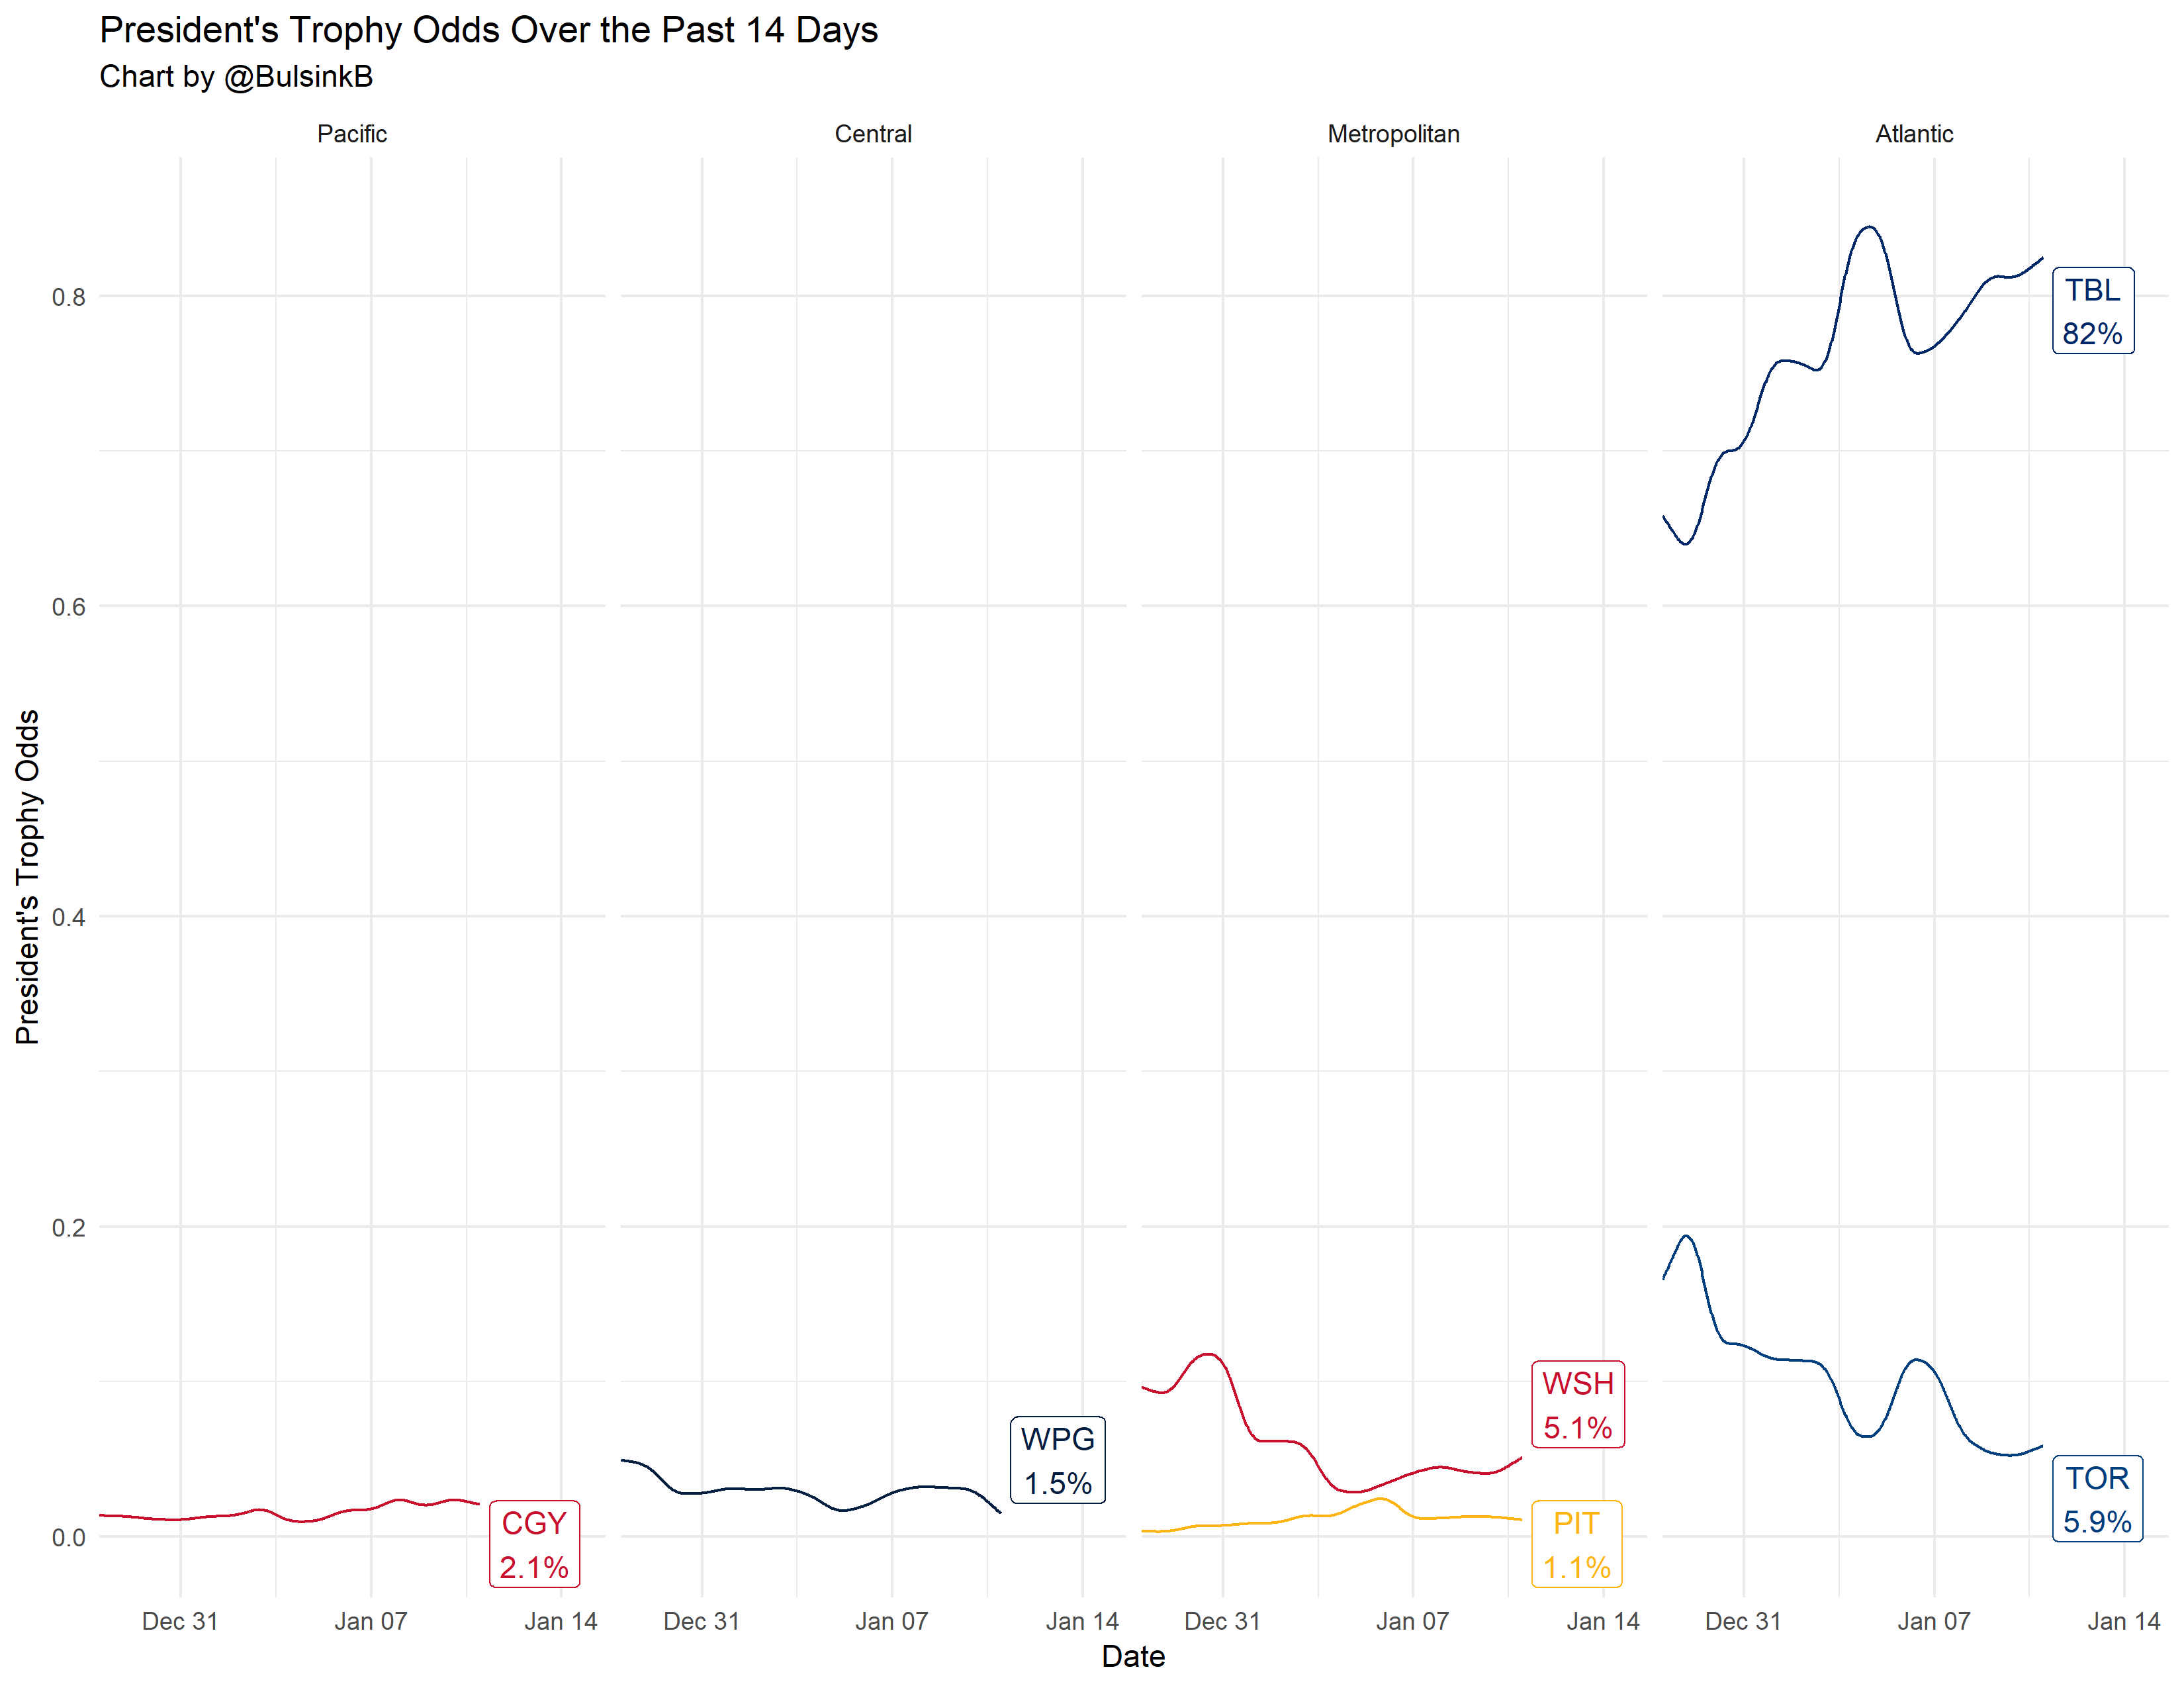 President's Trophy Odds Over the Past 14 Days
Chart by @BulsinkB
Pacific
Central
Metropolitan
Atlantic
President's Trophy Odds
0.8
0.6
0.4
0.2
0.0
CGY
2.1%
WPG
1.5%
WSH
5.1%
PIT
1.1%
TBL
82%
TOR
5.9%
Dec 31
Jan 07
Jan 14
Dec 31
Jan 07
Jan 14
Dec 31
Jan 07
Jan 14
Dec 31
Jan 07
Jan 14
Date